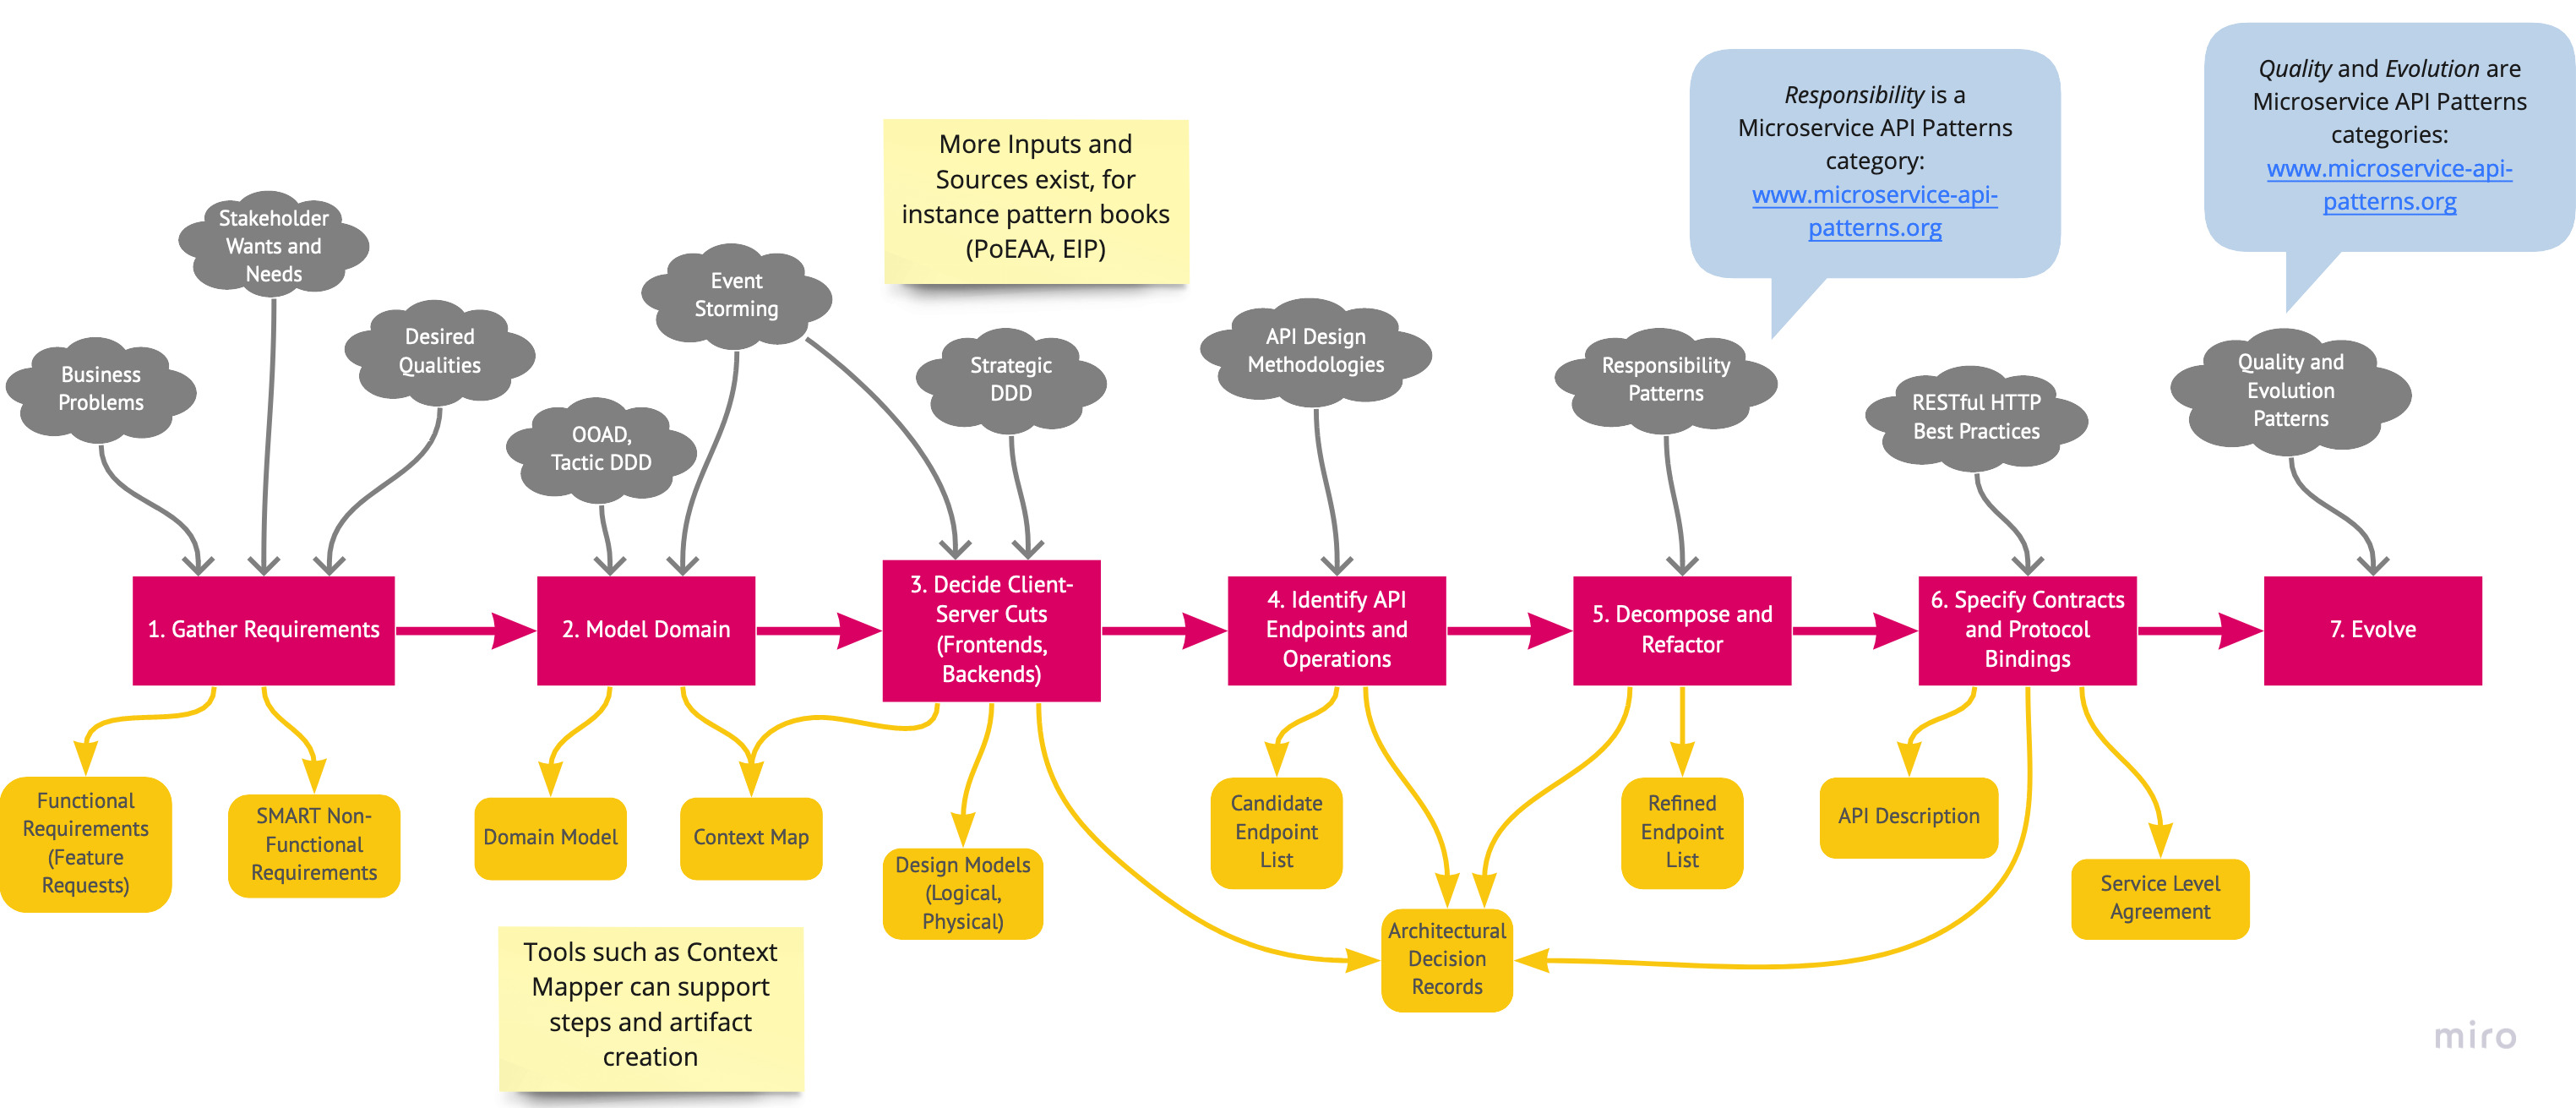 Quality and Evolution are
Microservice API Patterns
categories:
www.microservice-api-
patterns.org
Responsibility is a
Microservice API Patterns
category:
www.microservice-api-
patterns.org
More Inputs and
Sources exist, for
instance pattern books
(PoEAA, EIP)
Stakeholder
Wants and
Needs
Event
Storming
Desired
Qualities
Business
Problems
OOAD,
Tactic DDD
Strategic
DDD
API Design
Methodologies
Responsibility
Patterns
RESTful HTTP
Best Practices
Quality and
Evolution
Patterns
1. Gather Requirements
2. Model Domain
3. Decide Client-
Server Cuts
(Frontends,
Backends)
4. Identify API
Endpoints and
Operations
5. Decompose and
Refactor
6. Specify Contracts
and Protocol
Bindings
7. Evolve
Functional
Requirements
(Feature
Requests)
SMART Non-
Functional
Requirements
Domain Model
Context Map
Design Models
(Logical,
Physical)
Candidate
Endpoint
List
Architectural
Decision
Records
Refined
Endpoint
List
API Description
Service Level
Agreement
Tools such as Context
Mapper can support
steps and artifact
creation
miro